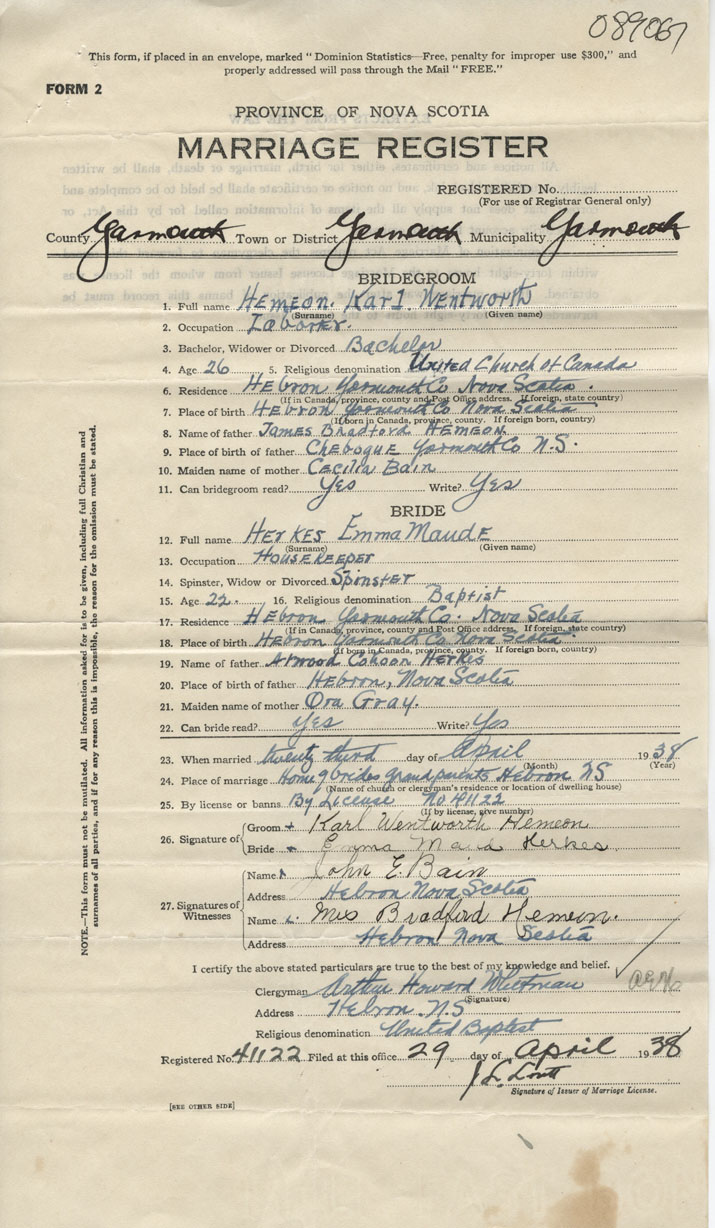 089067
This form, if placed in an envelope, marked "Dominion Statistics—Free, penalty for improper use $300," and
properly addressed will pass through the Mail "FREE."
FORM 2
PROVINCE OF NOVA SCOTIA
MARRIAGE REGISTER
REGISTERED No.
(For use of Registrar General only)
County Yarmouth Town or District Yarmouth Municipality Yarmouth
BRIDEGROOM
1. Full name Hemeon. Karl Wentworth
(Surname) (Given name)
2. Occupation Laborer.
3. Bachelor, Widower or Divorced Bachelor
4. Age 26 5. Religious denomination United Church of Canada
6. Residence Hebron Yarmouth Co Nova Scotia.
(If in Canada, province, county and Post Office address. If foreign, state country)
7. Place of birth Hebron Yarmouth Co Nova Scotia
(If born in Canada, province, county. If foreign born, country)
8. Name of father James Bradford Hemeon.
9. Place of birth of father Chebogue Yarmouth Co N.S.
10. Maiden name of mother Cecilia Bain
11. Can bridegroom read? Yes Write? Yes
BRIDE
12. Full name Herkes Emma Maude
(Surname) (Given name)
13. Occupation Housekeeper
14. Spinster, Widow or Divorced Spinster
15. Age 22. 16. Religious denomination Baptist
17. Residence Hebron Yarmouth Co. Nova Scotia
(If in Canada, province, county and Post Office address. If foreign, state country)
18. Place of birth Hebron Yarmouth Co Nova Scotia
(If born in Canada, province, county. If foreign born, country)
19. Name of father Atwood Cohoon Herkes
20. Place of birth of father Hebron, Nova Scotia
21. Maiden name of mother Ora Gray.
22. Can bride read? Yes Write? Yes
23. When married twenty third day of April 1938
(Month) (Year)
24. Place of marriage Home of brides grandparents Hebron NS
(Name of church or clergyman's residence or location of dwelling house)
25. By license or banns By License No 41122
(If by license, give number)
26. Signature of
Groom Karl Wentworth Hemeon
Bride Emma Maud Herkes.
27. Signatures of Witnesses
Name John E. Bain
Address Hebron Nova Scotia
Name Mrs Bradford Hemeon.
Address Hebron Nova Scotia
I certify the above stated particulars are true to the best of my knowledge and belief.
Clergyman Arthur Howard Whitman
(Signature)
Address Hebron. N.S
Religious denomination United Baptist
Registered No. 41122 Filed at this office 29 day of April 1938
Signature of Issuer of Marriage License.
[SEE OTHER SIDE]
NOTE.—This form must not be mutilated. All information asked for is to be given, including full Christian and
surnames of all parties, and if for any reason this is impossible, the reason for the omission must be stated.